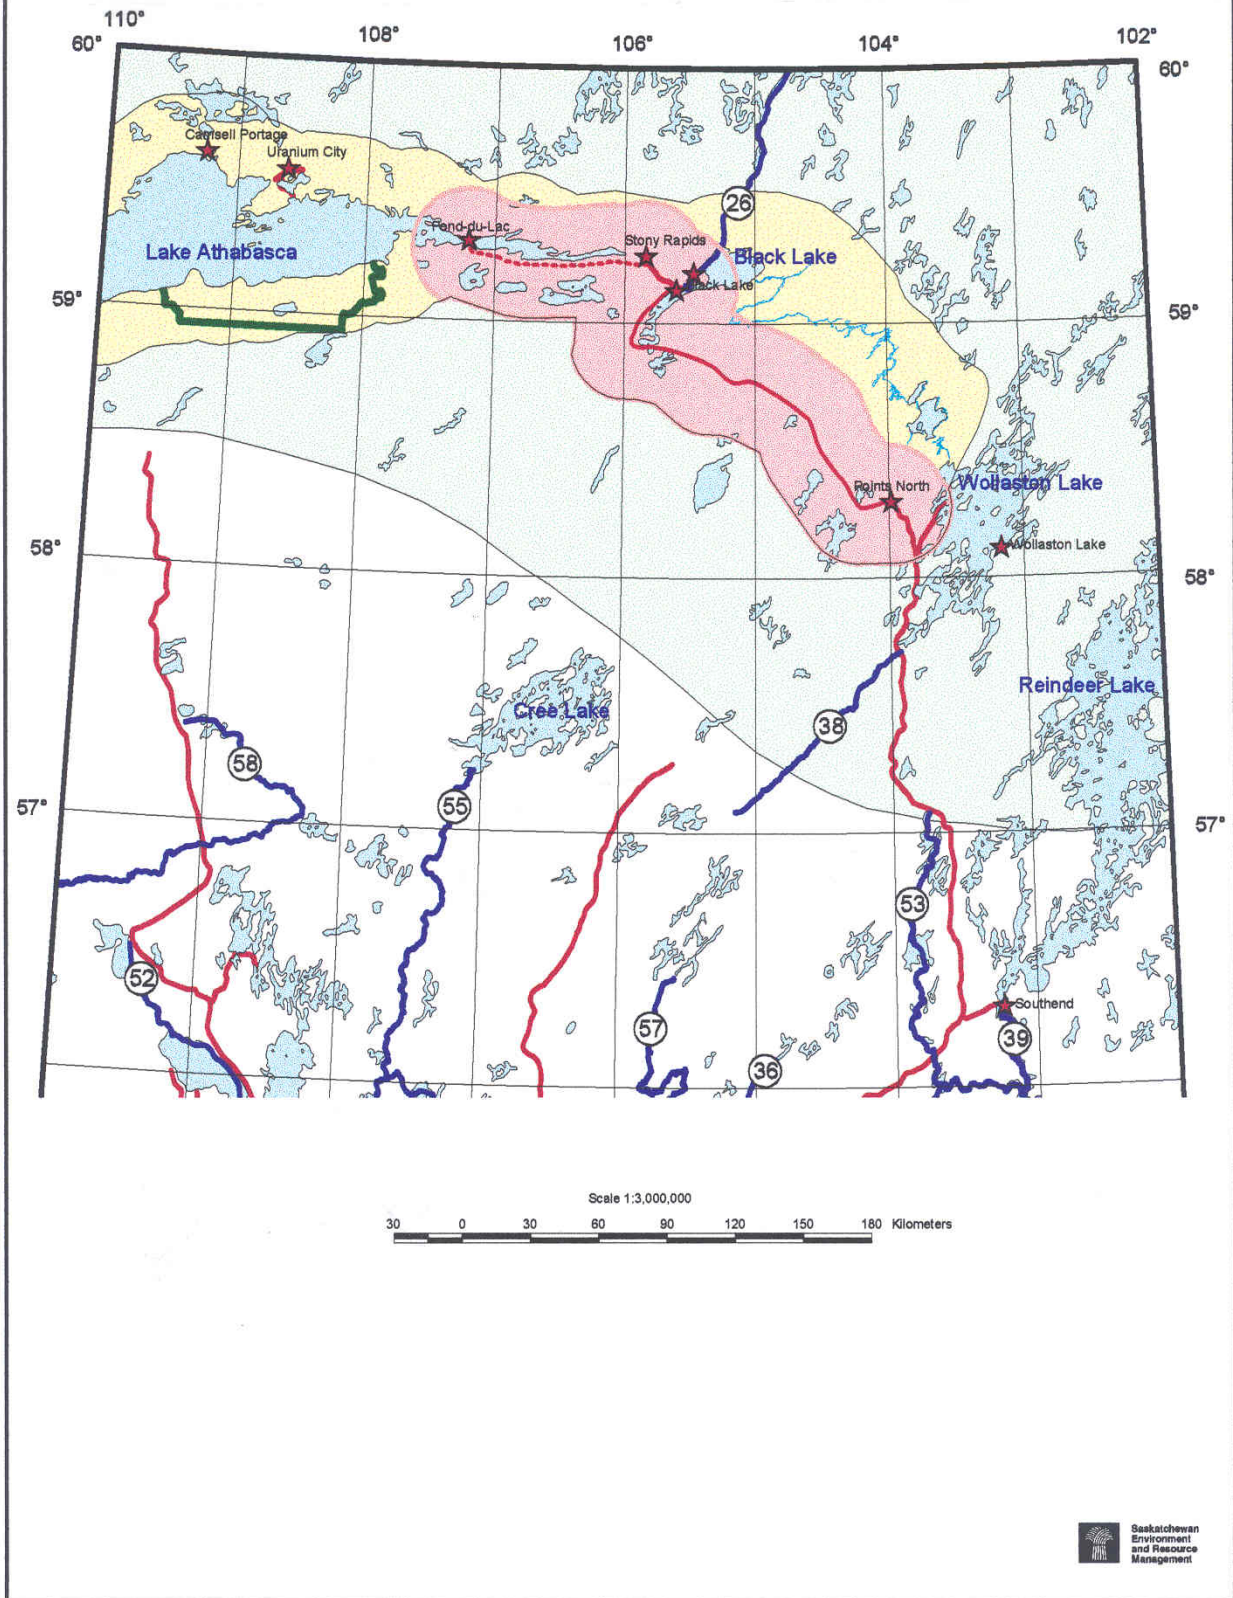 110°
60°
108°
106°
104°
102°
60°
Camsell Portage
Uranium City
26
Fond-du-Lac
Stony Rapids
Lake Athabasca
Black Lake
Black Lake
59°
59°
Points North
Wollaston Lake
Wollaston Lake
58°
58°
Reindeer Lake
Cree Lake
38
58
55
57°
57°
53
52
Southend
57
39
36
Scale 1:3,000,000
30 0 30 60 90 120 150 180 Kilometers
Saskatchewan
Environment
and Resource
Management